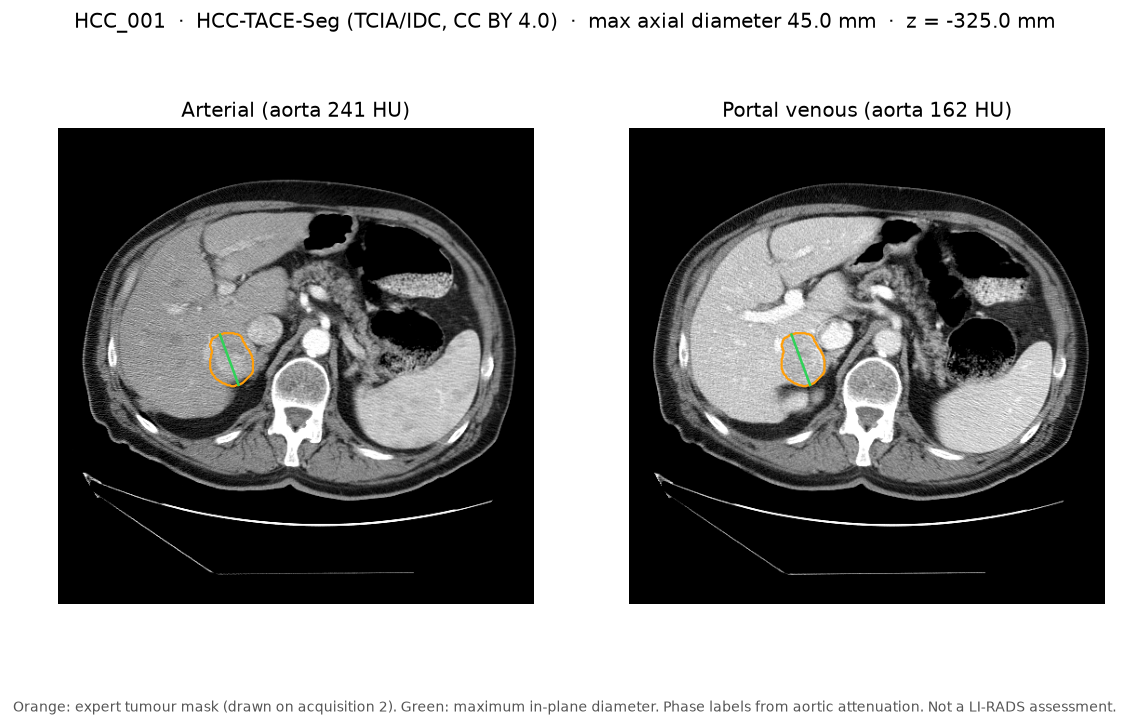 HCC_001 · HCC-TACE-Seg (TCIA/IDC, CC BY 4.0) · max axial diameter 45.0 mm · z = -325.0 mm
Arterial (aorta 241 HU)
Portal venous (aorta 162 HU)
Orange: expert tumour mask (drawn on acquisition 2). Green: maximum in-plane diameter. Phase labels from aortic attenuation. Not a LI-RADS assessment.